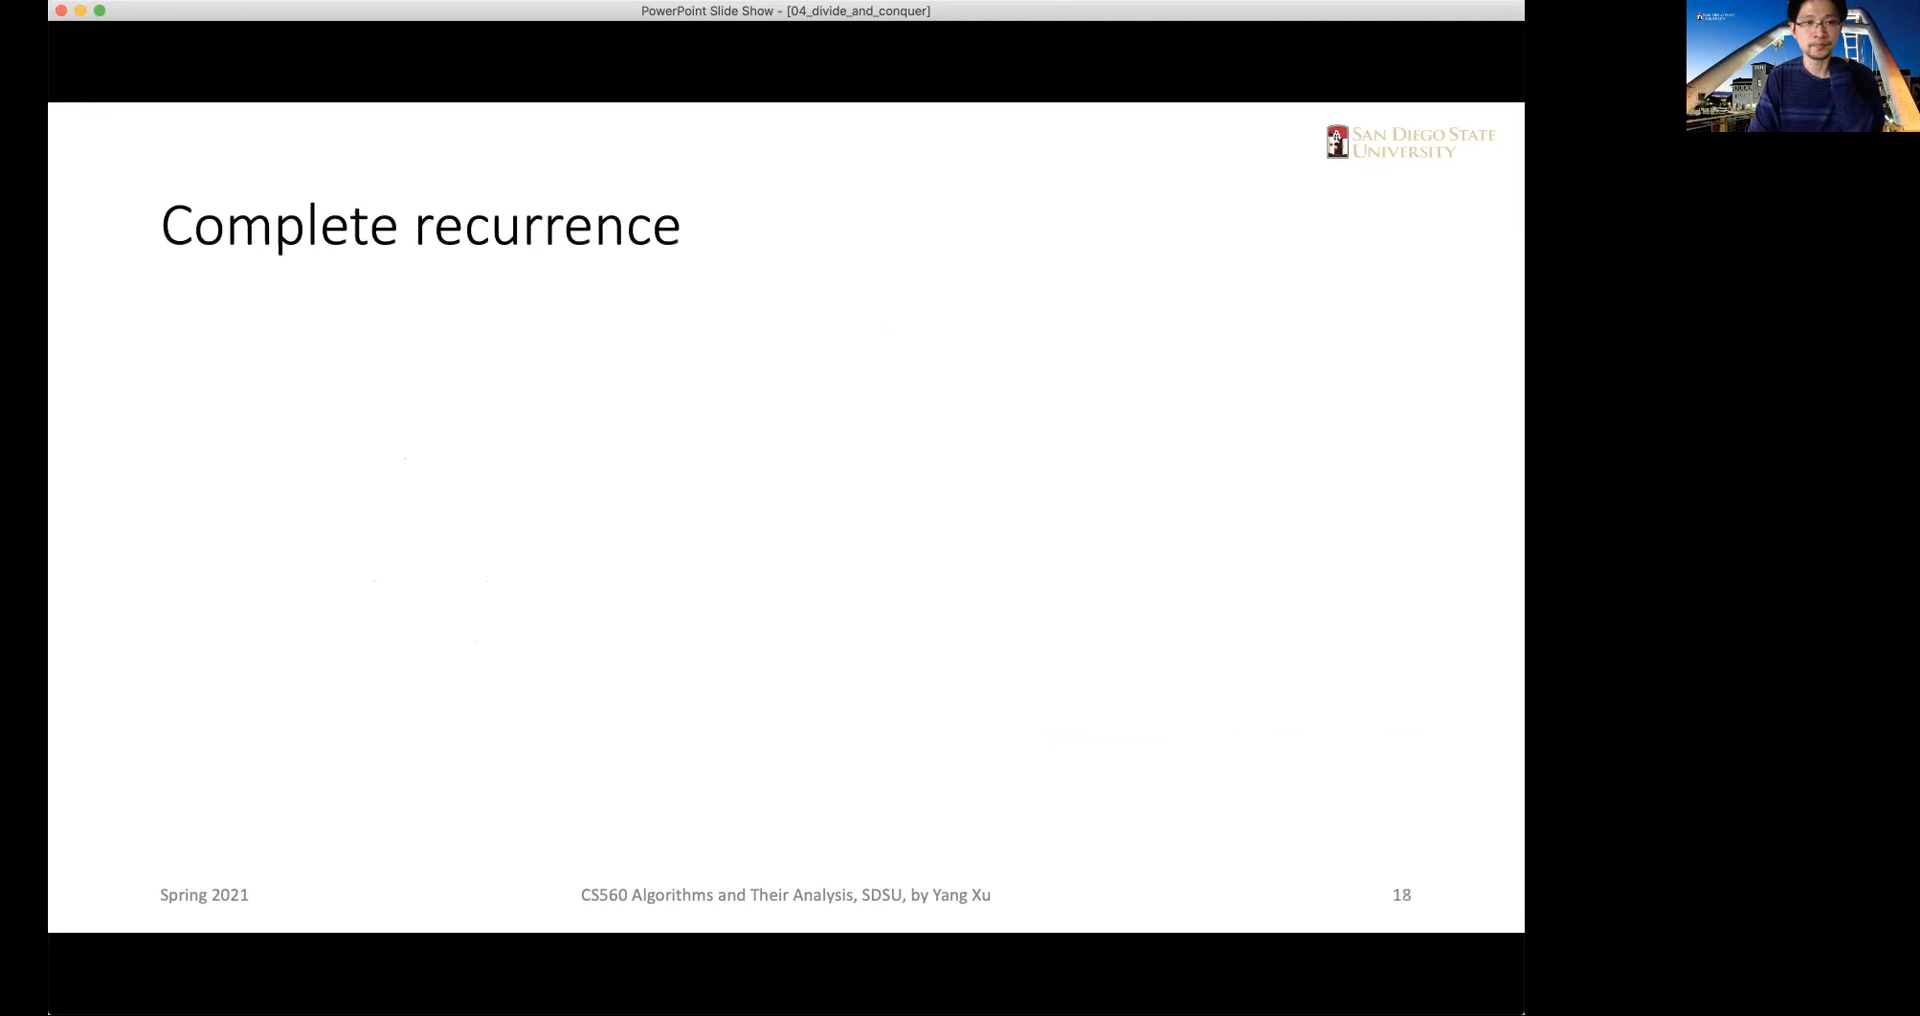 PowerPoint Slide Show - [04_divide_and_conquer]
SAN DIEGO STATE
UNIVERSITY
Complete recurrence
Spring 2021
CS560 Algorithms and Their Analysis, SDSU, by Yang Xu
18